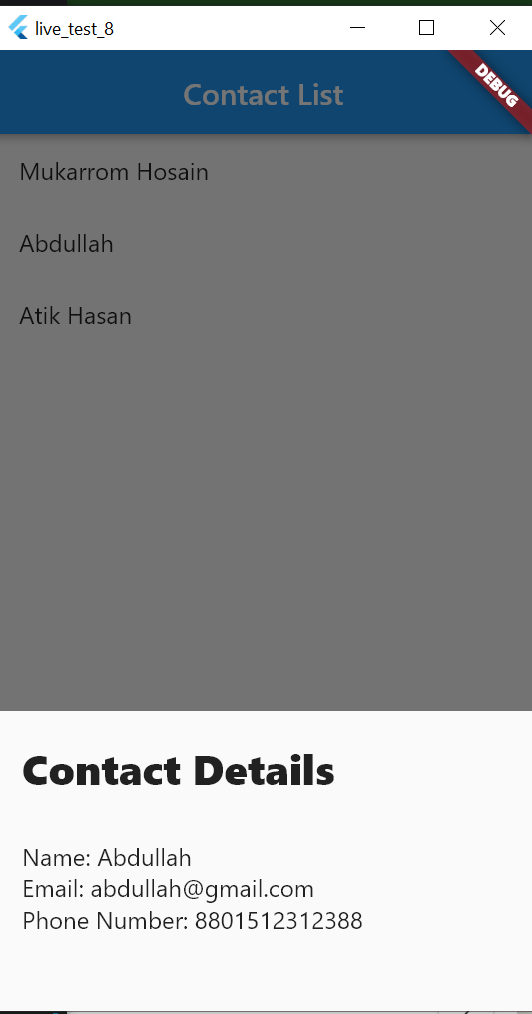 live_test_8
Contact List
DEBUG
Mukarrom Hosain
Abdullah
Atik Hasan
Contact Details
Name: Abdullah
Email: abdullah@gmail.com
Phone Number: 8801512312388